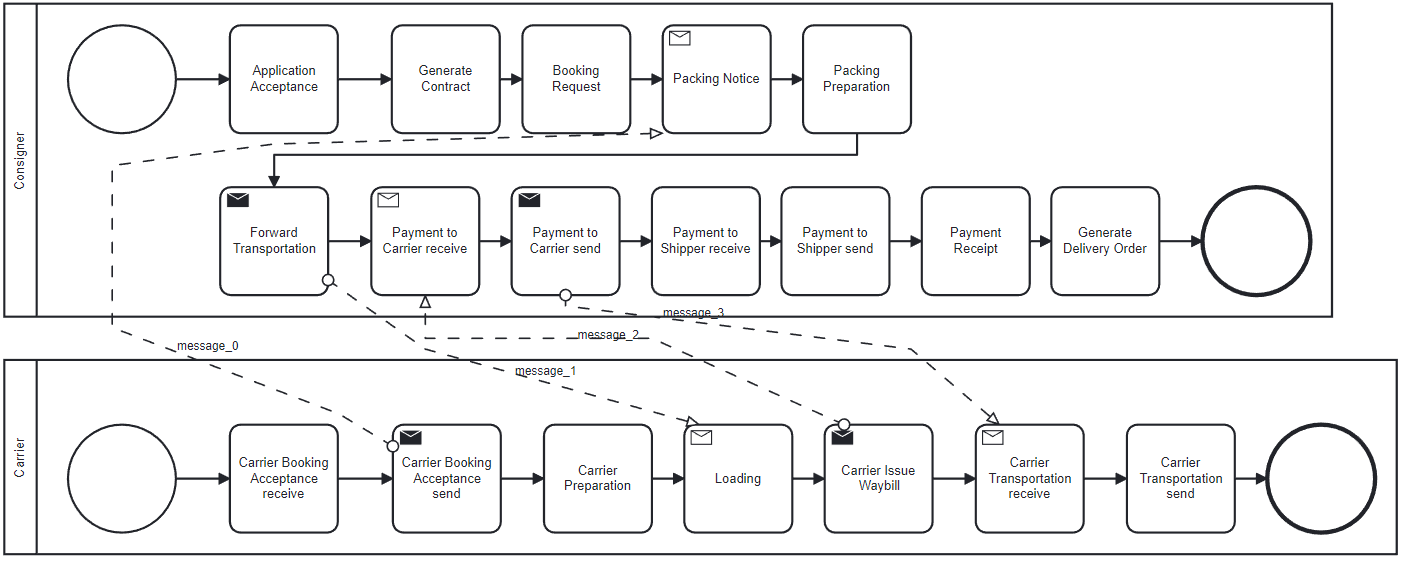 Consigner
Application
Acceptance
Generate
Contract
Booking
Request
Packing Notice
Packing
Preparation
Forward
Transportation
Payment to
Carrier receive
Payment to
Carrier send
Payment to
Shipper receive
Payment to
Shipper send
Payment
Receipt
Generate
Delivery Order
message_3
message_2
message_0
message_1
Carrier
Carrier Booking
Acceptance
receive
Carrier Booking
Acceptance
send
Carrier
Preparation
Loading
Carrier Issue
Waybill
Carrier
Transportation
receive
Carrier
Transportation
send